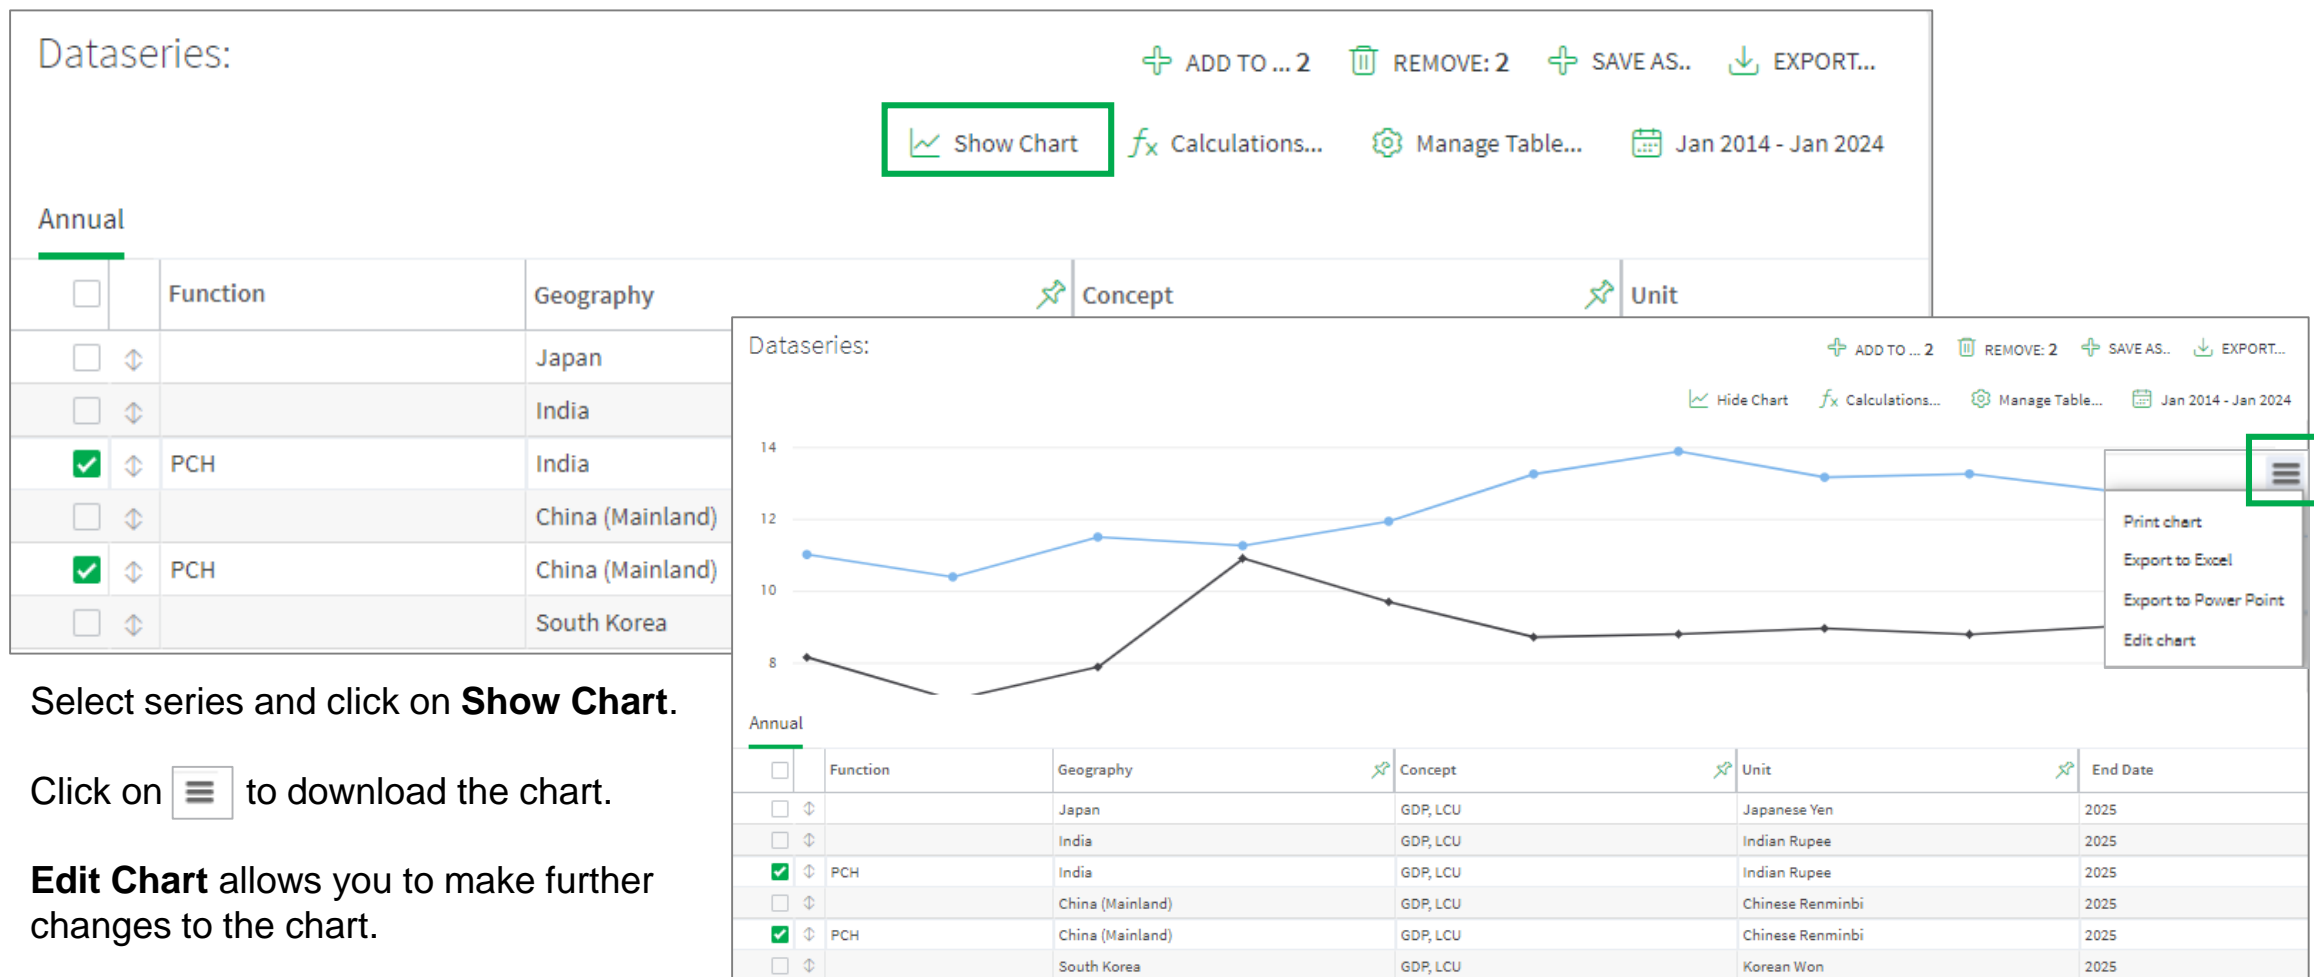 Dataseries:
ADD TO ... 2 REMOVE: 2 SAVE AS.. EXPORT...
Show Chart fx Calculations... Manage Table... Jan 2014 - Jan 2024
Annual
Function Geography Concept Unit
Japan
India
PCH India
China (Mainland)
PCH China (Mainland)
South Korea
Select series and click on Show Chart.
Click on to download the chart.
Edit Chart allows you to make further
changes to the chart.
Dataseries:
ADD TO ... 2 REMOVE: 2 SAVE AS.. EXPORT...
Hide Chart fx Calculations... Manage Table... Jan 2014 - Jan 2024
14
12
10
8
Print chart
Export to Excel
Export to Power Point
Edit chart
Annual
Function Geography Concept Unit End Date
Japan GDP, LCU Japanese Yen 2025
India GDP, LCU Indian Rupee 2025
PCH India GDP, LCU Indian Rupee 2025
China (Mainland) GDP, LCU Chinese Renminbi 2025
PCH China (Mainland) GDP, LCU Chinese Renminbi 2025
South Korea GDP, LCU Korean Won 2025